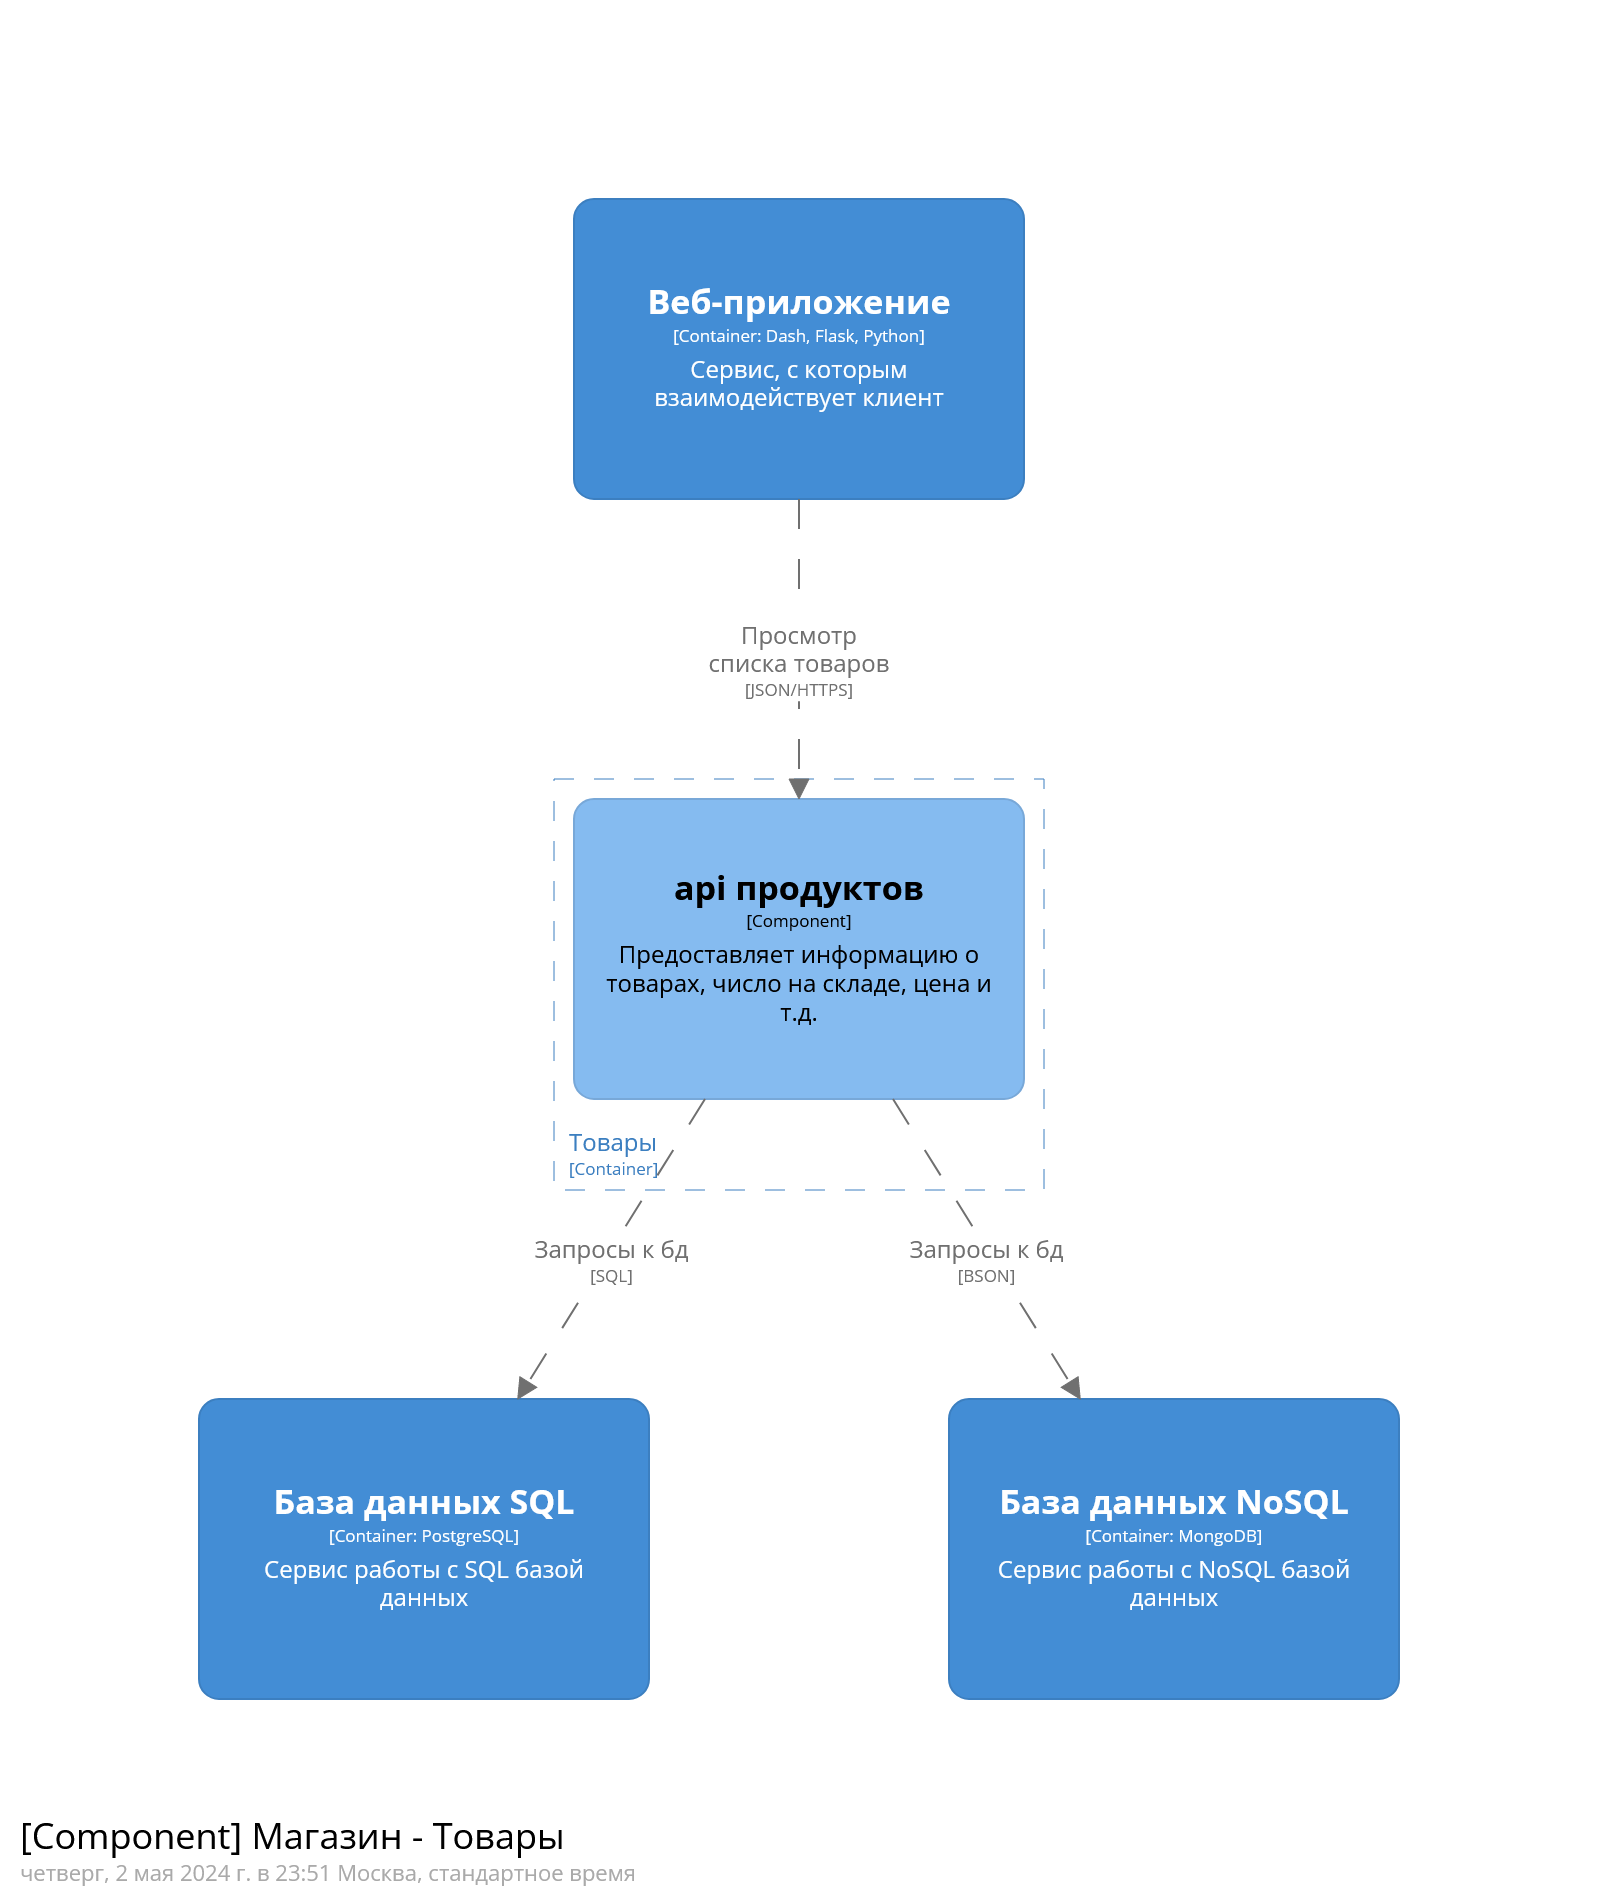 Веб-приложение
[Container: Dash, Flask, Python]
Сервис, с которым
взаимодействует клиент
Просмотр
списка товаров
[JSON/HTTPS]
api продуктов
[Component]
Предоставляет информацию о
товарах, число на складе, цена и
т.д.
Товары
[Container]
Запросы к бд
[SQL]
Запросы к бд
[BSON]
База данных SQL
[Container: PostgreSQL]
Сервис работы с SQL базой
данных
База данных NoSQL
[Container: MongoDB]
Сервис работы с NoSQL базой
данных
[Component] Магазин - Товары
четверг, 2 мая 2024 г. в 23:51 Москва, стандартное время